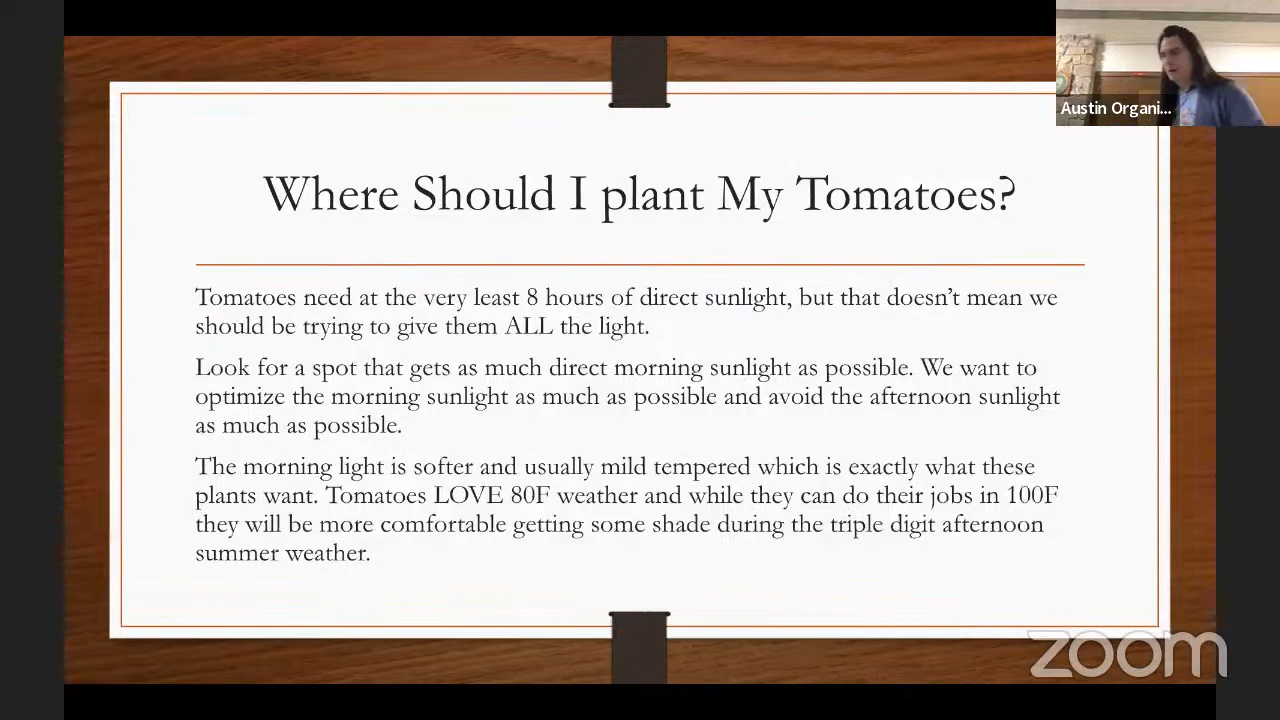 Austin Organi...
Where Should I plant My Tomatoes?
Tomatoes need at the very least 8 hours of direct sunlight, but that doesn’t mean we
should be trying to give them ALL the light.
Look for a spot that gets as much direct morning sunlight as possible. We want to
optimize the morning sunlight as much as possible and avoid the afternoon sunlight
as much as possible.
The morning light is softer and usually mild tempered which is exactly what these
plants want. Tomatoes LOVE 80F weather and while they can do their jobs in 100F
they will be more comfortable getting some shade during the triple digit afternoon
summer weather.
zoom